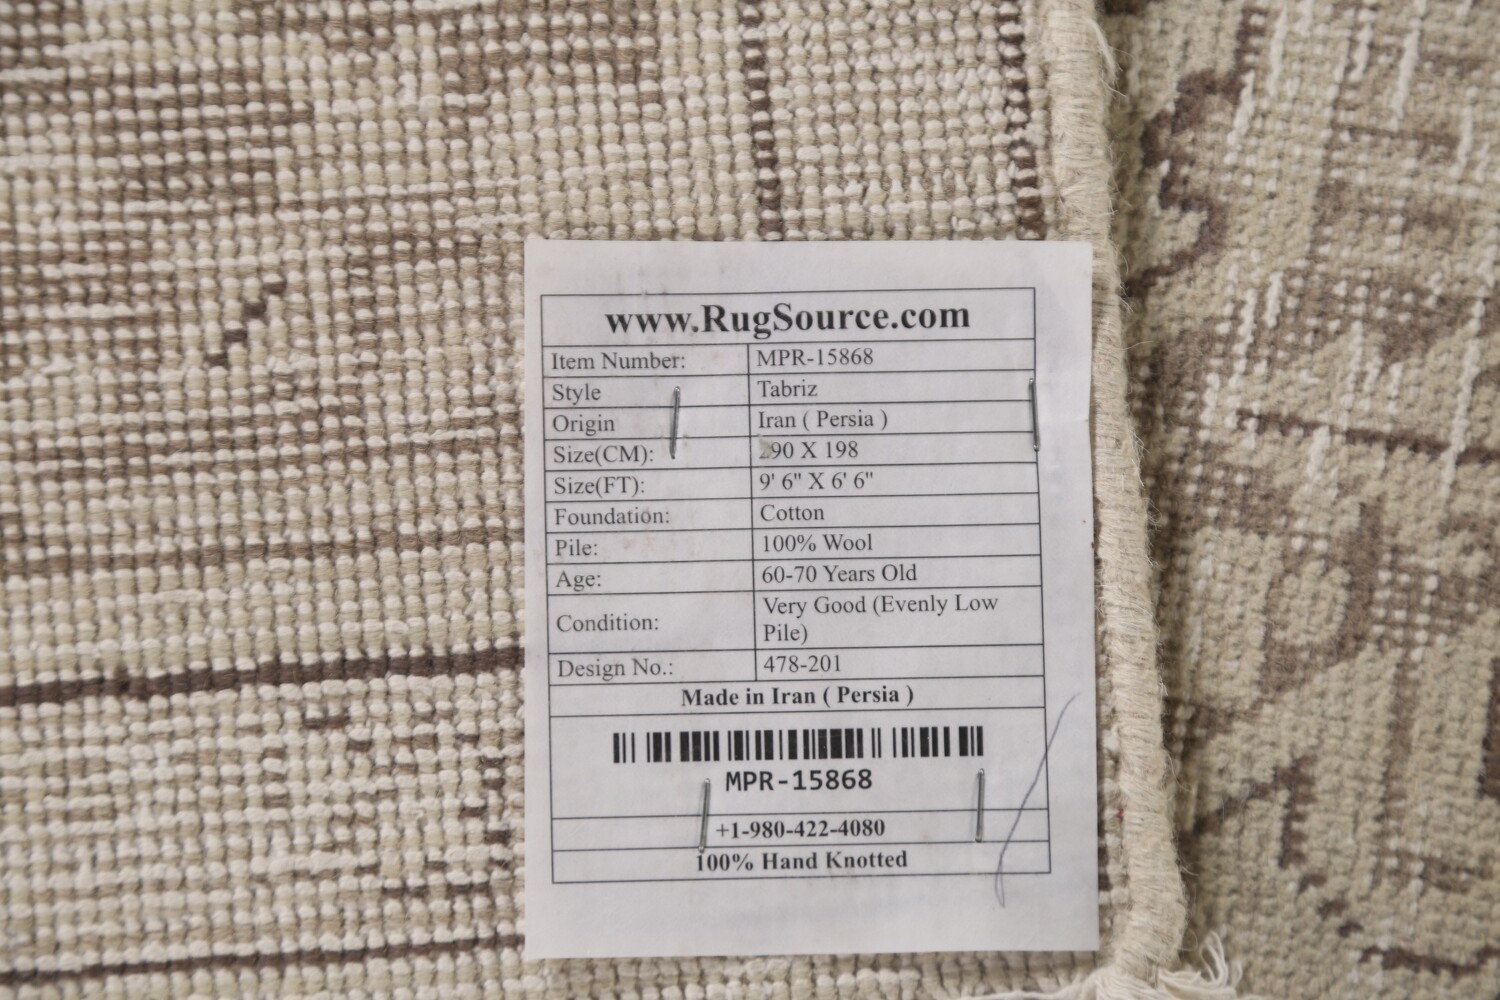 www.RugSource.com
Item Number: MPR-15868
Style Tabriz
Origin Iran ( Persia )
Size(CM): 290 X 198
Size(FT): 9' 6" X 6' 6"
Foundation: Cotton
Pile: 100% Wool
Age: 60-70 Years Old
Condition: Very Good (Evenly Low
Pile)
Design No.: 478-201
Made in Iran ( Persia )
MPR-15868
+1-980-422-4080
100% Hand Knotted